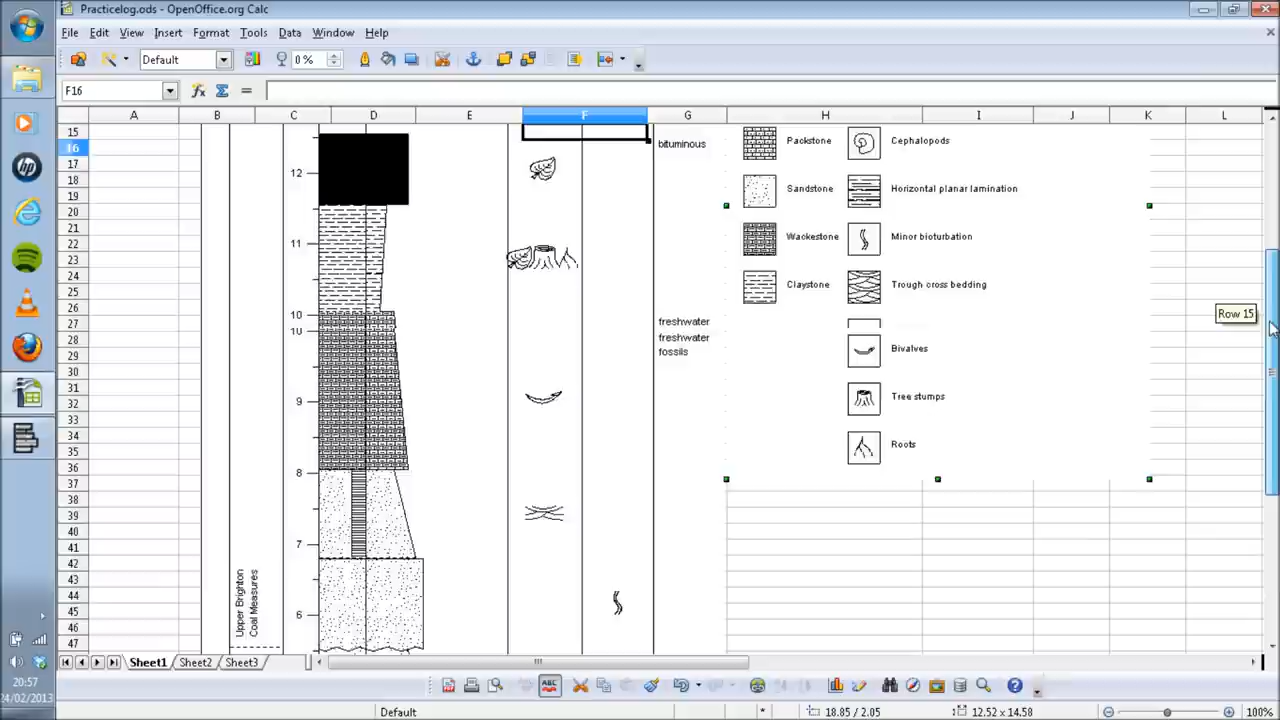 Practicelog.ods - OpenOffice.org Calc
File Edit View Insert Format Tools Data Window Help
Default 0 %
F16
A B C D E F G H I J K L
15
16 bituminous Packstone Cephalopods
17 12
18
19 Sandstone Horizontal planar lamination
20
21
22 11 Wackestone Minor bioturbation
23
24
25 Claystone Trough cross bedding
26 10 Row 15
27 10 freshwater
28 freshwater
29 fossils Bivalves
30
31
32 9 Tree stumps
33
34
35 Roots
36 8
37
38
39
40
41 7
42
43
44
45 6
46
47
Upper Brighton
Coal Measures
Sheet1 Sheet2 Sheet3
20:57
24/02/2013
ABC
Default * 18.85 / 2.05 12.52 x 14.58 100%